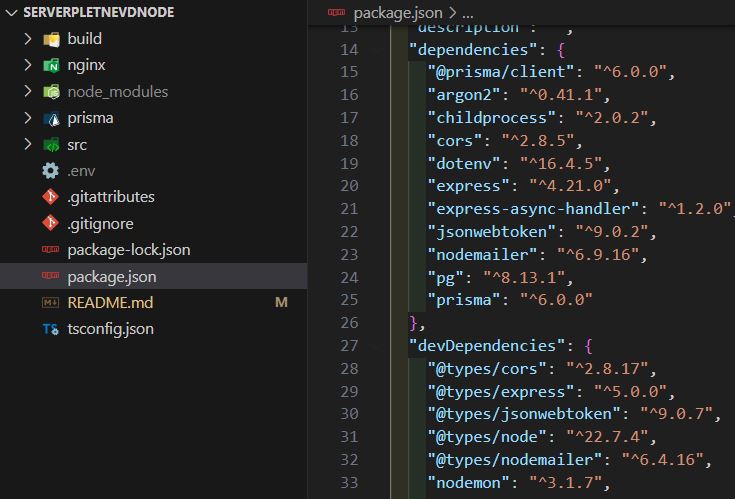 SERVERPLETNEVDNODE
build
nginx
node_modules
prisma
src
.env
.gitattributes
.gitignore
package-lock.json
package.json
README.md M
tsconfig.json
package.json > ...
13 "description": "",
14 "dependencies": {
15 "@prisma/client": "^6.0.0",
16 "argon2": "^0.41.1",
17 "childprocess": "^2.0.2",
18 "cors": "^2.8.5",
19 "dotenv": "^16.4.5",
20 "express": "^4.21.0",
21 "express-async-handler": "^1.2.0",
22 "jsonwebtoken": "^9.0.2",
23 "nodemailer": "^6.9.16",
24 "pg": "^8.13.1",
25 "prisma": "^6.0.0"
26 },
27 "devDependencies": {
28 "@types/cors": "^2.8.17",
29 "@types/express": "^5.0.0",
30 "@types/jsonwebtoken": "^9.0.7",
31 "@types/node": "^22.7.4",
32 "@types/nodemailer": "^6.4.16",
33 "nodemon": "^3.1.7",